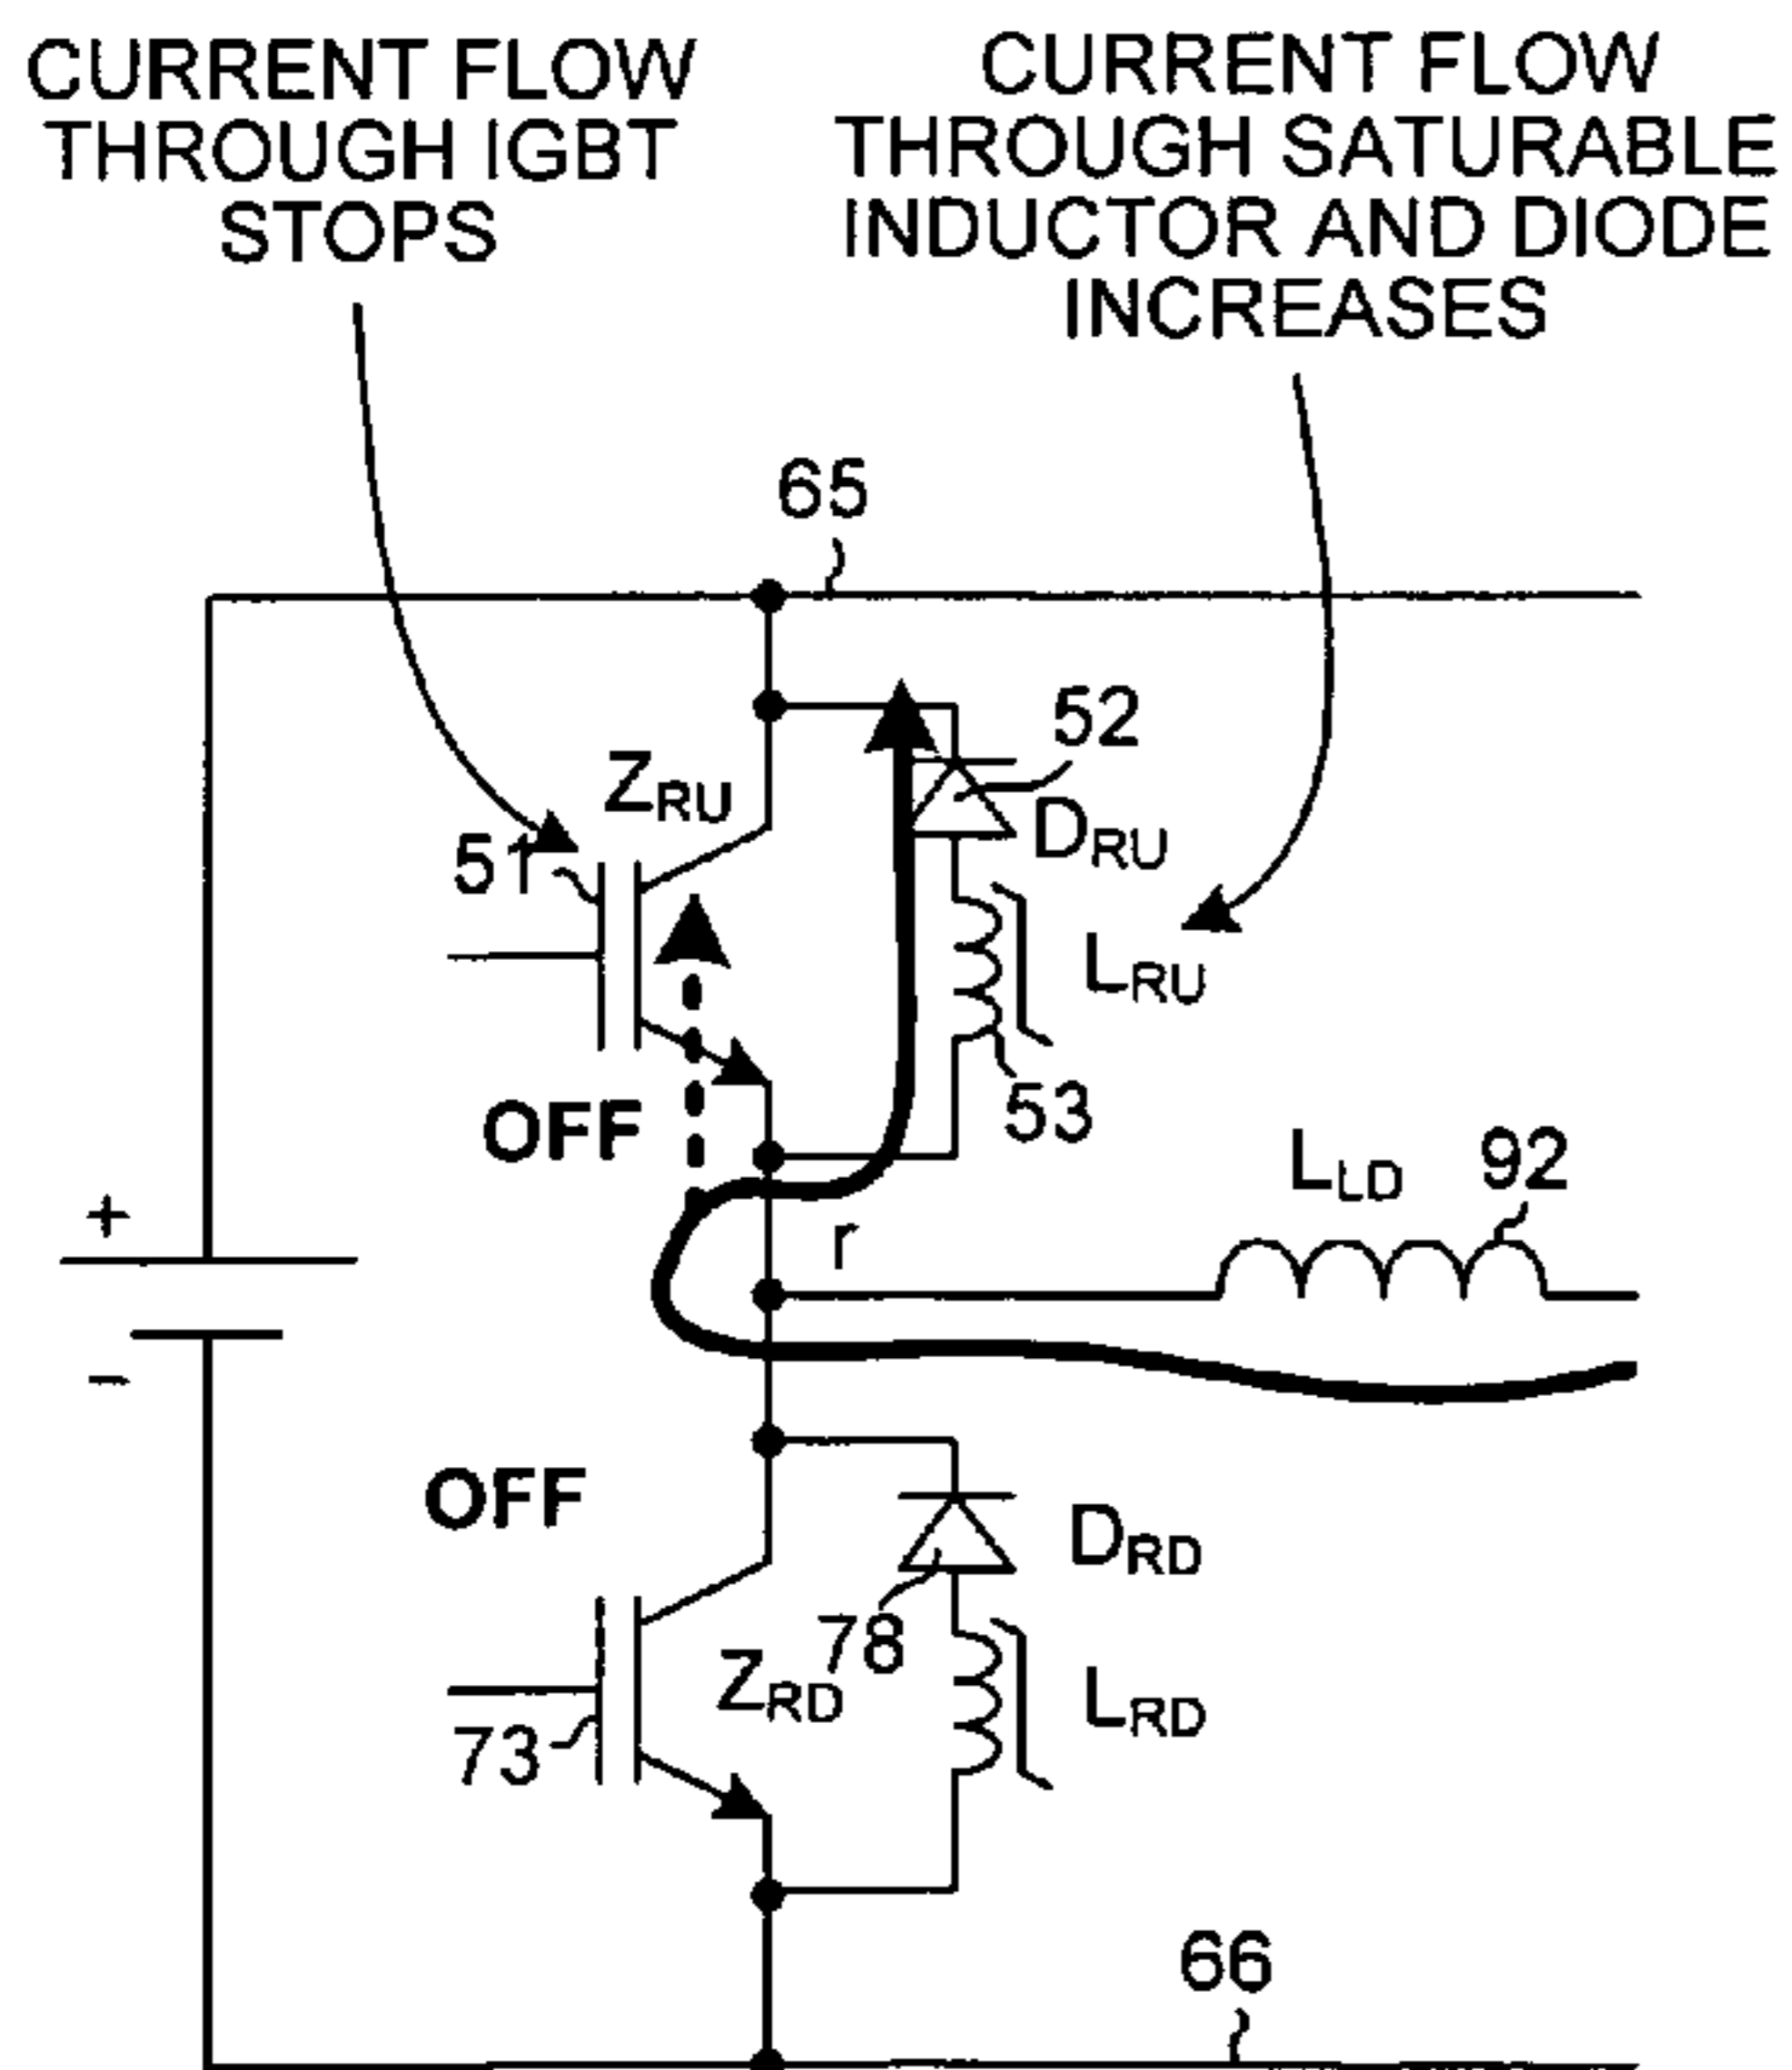 CURRENT FLOW
THROUGH IGBT
STOPS
CURRENT FLOW
THROUGH SATURABLE
INDUCTOR AND DIODE
INCREASES
65
52
ZRU
DRU
51
LRU
53
OFF
LLD
92
+
r
−
OFF
DRD
78
ZRD
LRD
73
66